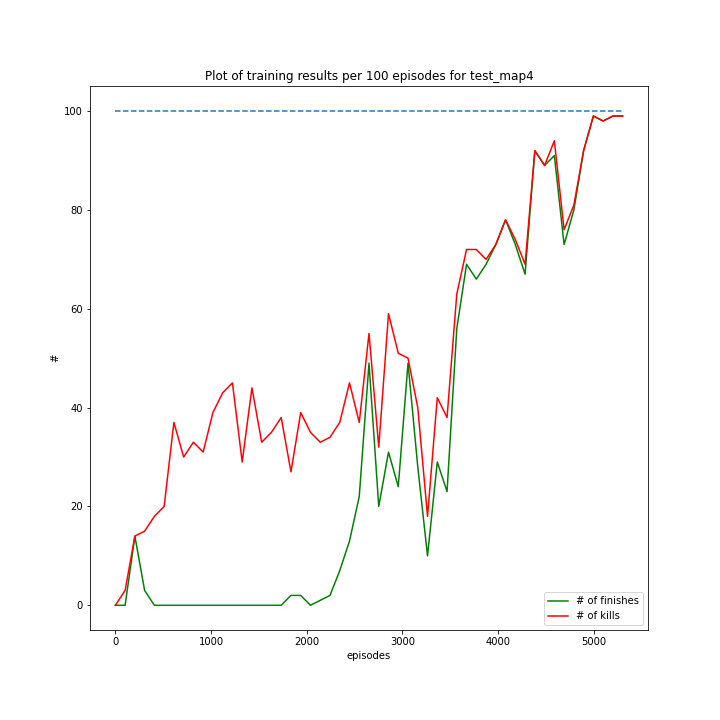 Plot of training results per 100 episodes for test_map4
100
80
60
40
20
0
#
0 1000 2000 3000 4000 5000
episodes
# of finishes
# of kills